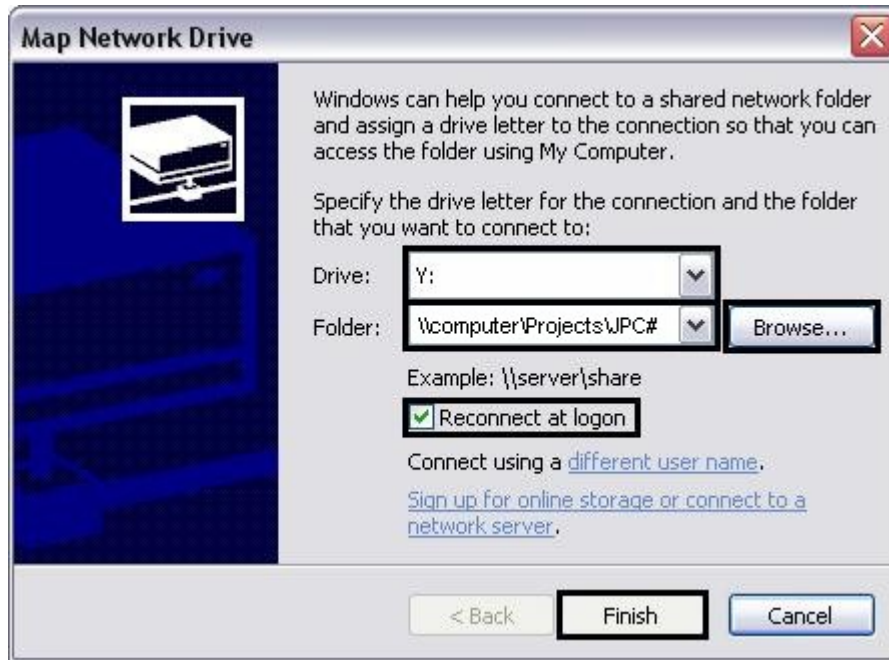 Map Network Drive
Windows can help you connect to a shared network folder
and assign a drive letter to the connection so that you can
access the folder using My Computer.
Specify the drive letter for the connection and the folder
that you want to connect to:
Drive: Y:
Folder: \\computer\Projects\JPC# Browse...
Example: \\server\share
Reconnect at logon
Connect using a different user name.
Sign up for online storage or connect to a
network server.
< Back Finish Cancel